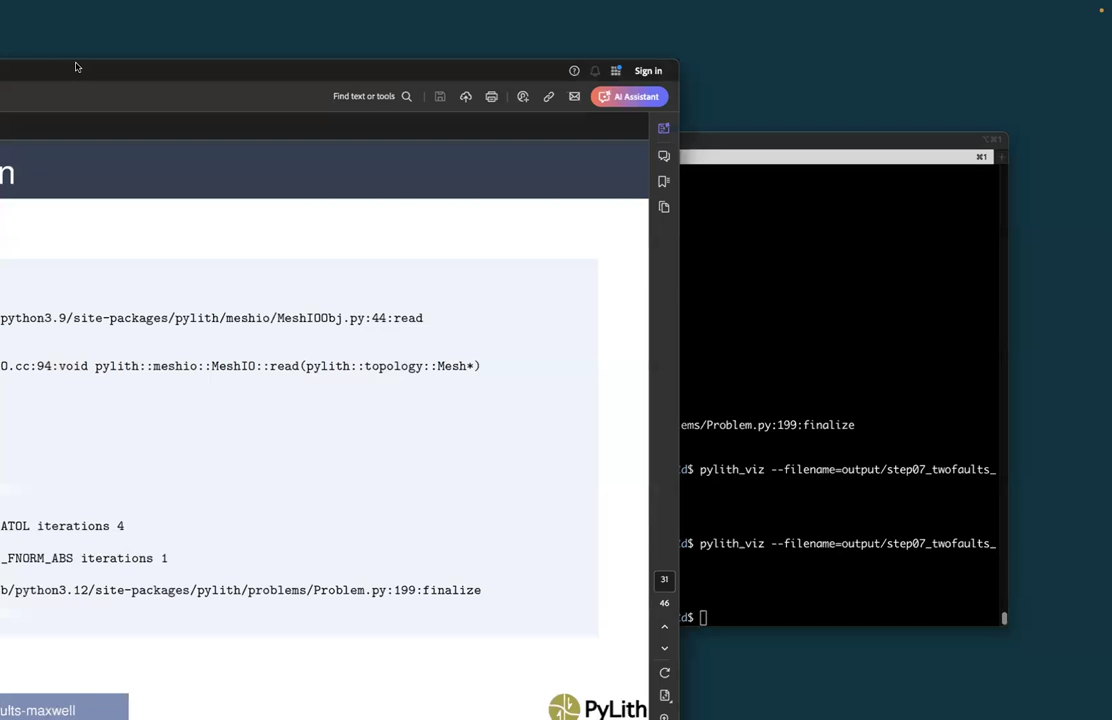 Sign in
Find text or tools
AI Assistant
⌥⌘1
⌘1
n
python3.9/site-packages/pylith/meshio/MeshIOObj.py:44:read
O.cc:94:void pylith::meshio::MeshIO::read(pylith::topology::Mesh*)
ATOL iterations 4
_FNORM_ABS iterations 1
b/python3.12/site-packages/pylith/problems/Problem.py:199:finalize
31
46
ults-maxwell
PyLith
ems/Problem.py:199:finalize
d$ pylith_viz --filename=output/step07_twofaults_
d$ pylith_viz --filename=output/step07_twofaults_
d$